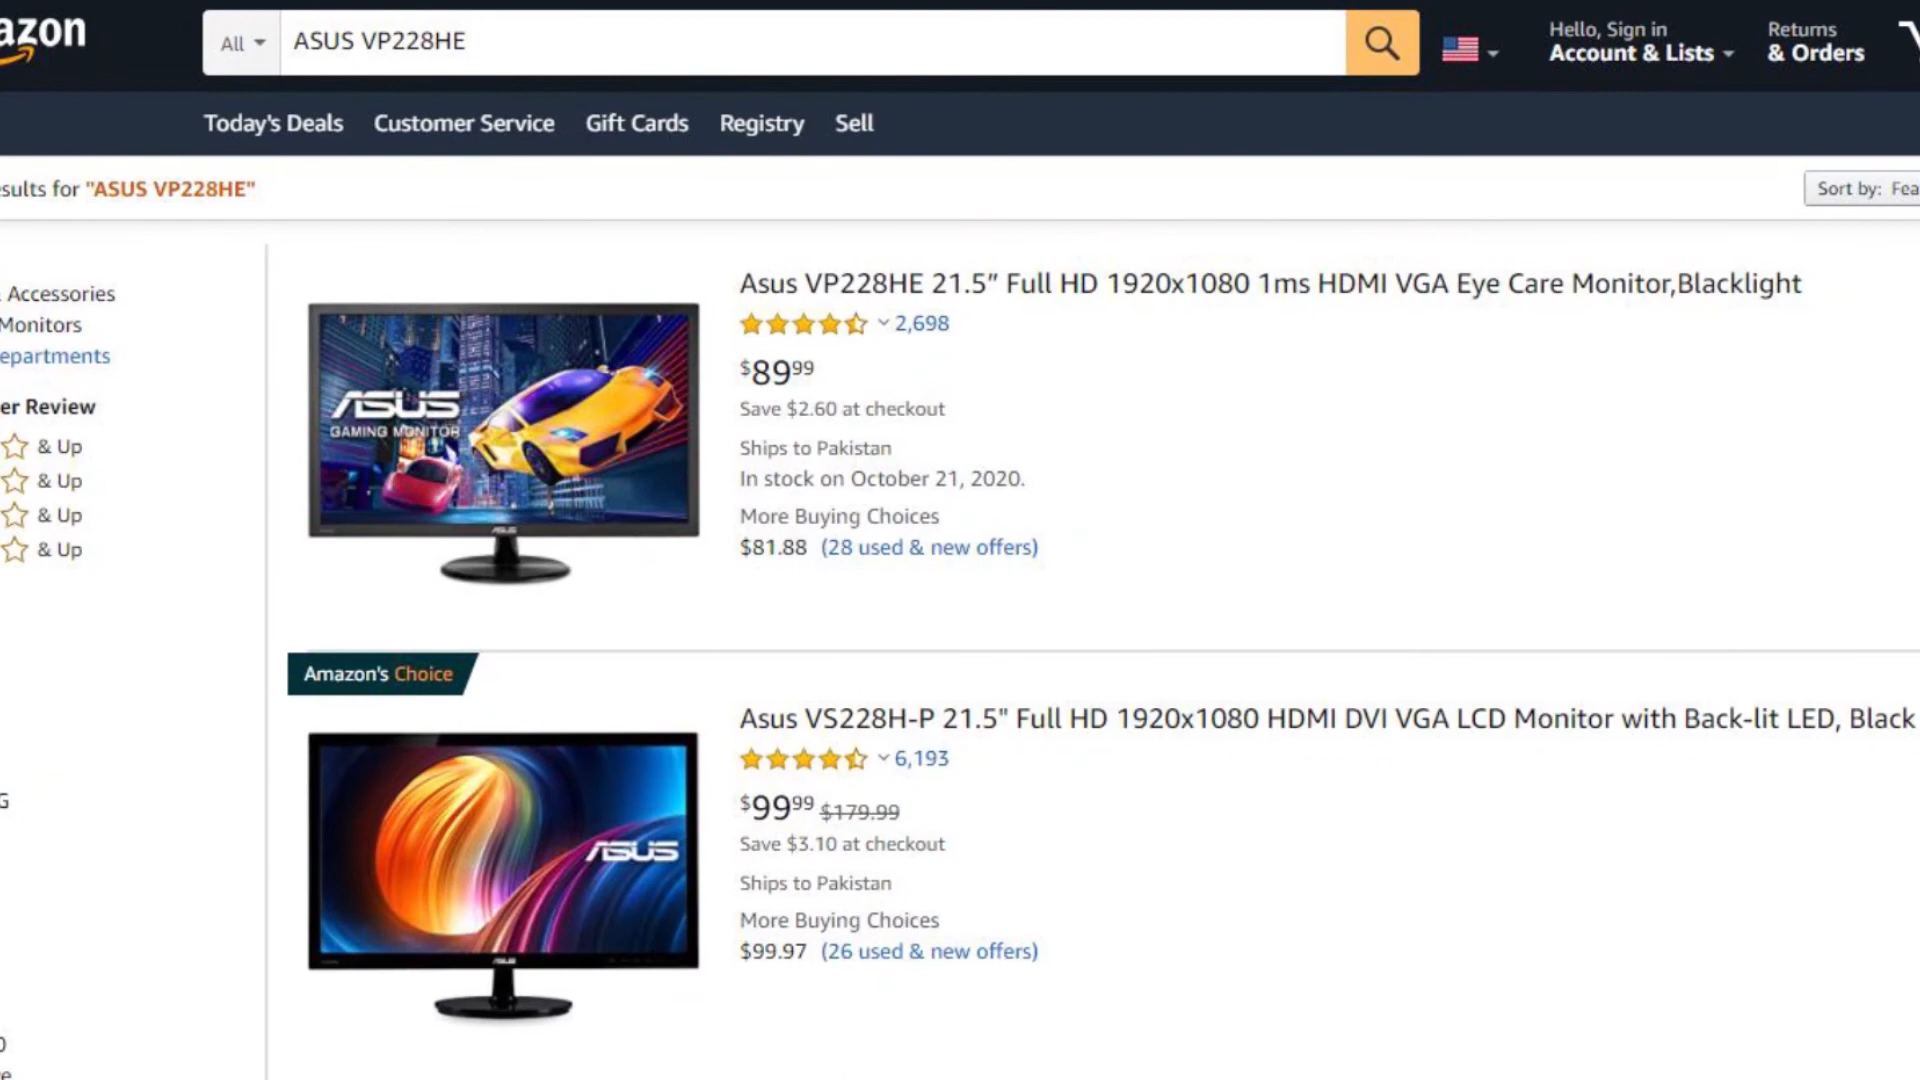 azon
All
ASUS VP228HE
Hello, Sign in
Account & Lists
Returns
& Orders
Today's Deals
Customer Service
Gift Cards
Registry
Sell
sults for "ASUS VP228HE"
Sort by: Fea
Accessories
Monitors
epartments
er Review
& Up
& Up
& Up
& Up
G
ASUS
GAMING MONITOR
ASUS
Asus VP228HE 21.5” Full HD 1920x1080 1ms HDMI VGA Eye Care Monitor,Blacklight
2,698
$89.99
Save $2.60 at checkout
Ships to Pakistan
In stock on October 21, 2020.
More Buying Choices
$81.88 (28 used & new offers)
Amazon's Choice
ASUS
ASUS
Asus VS228H-P 21.5" Full HD 1920x1080 HDMI DVI VGA LCD Monitor with Back-lit LED, Black
6,193
$99.99 $179.99
Save $3.10 at checkout
Ships to Pakistan
More Buying Choices
$99.97 (26 used & new offers)